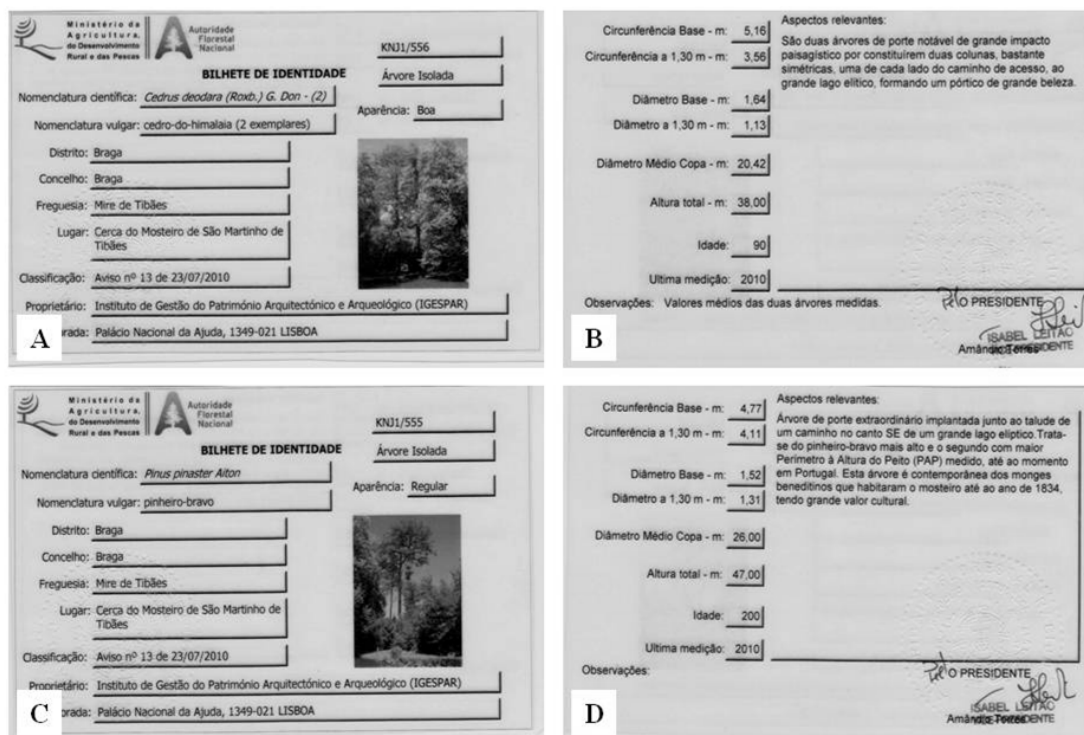 Ministério da
Agricultura,
do Desenvolvimento
Rural e das Pescas
Autoridade
Florestal
Nacional
KNJ1/556
BILHETE DE IDENTIDADE
Árvore Isolada
Nomenclatura científica: Cedrus deodara (Roxb.) G. Don - (2)
Aparência: Boa
Nomenclatura vulgar: cedro-do-himalaia (2 exemplares)
Distrito: Braga
Concelho: Braga
Freguesia: Mire de Tibães
Lugar: Cerca do Mosteiro de São Martinho de
Tibães
Classificação: Aviso nº 13 de 23/07/2010
Proprietário: Instituto de Gestão do Património Arquitectónico e Arqueológico (IGESPAR)
orada: Palácio Nacional da Ajuda, 1349-021 LISBOA
A
Circunferência Base - m: 5,16
Circunferência a 1,30 m - m: 3,56
Diâmetro Base - m: 1,64
Diâmetro a 1,30 m - m: 1,13
Diâmetro Médio Copa - m: 20,42
Altura total - m: 38,00
Idade: 90
Ultima medição: 2010
Aspectos relevantes:
São duas árvores de porte notável de grande impacto
paisagístico por constituírem duas colunas, bastante
simétricas, uma de cada lado do caminho de acesso, ao
grande lago elítico, formando um pórtico de grande beleza.
Observações: Valores médios das duas árvores medidas.
Pel'O PRESIDENTE
ISABEL LEITÃO
Amândio Torres
B
Ministério da
Agricultura,
do Desenvolvimento
Rural e das Pescas
Autoridade
Florestal
Nacional
KNJ1/555
BILHETE DE IDENTIDADE
Árvore Isolada
Nomenclatura científica: Pinus pinaster Aiton
Aparência: Regular
Nomenclatura vulgar: pinheiro-bravo
Distrito: Braga
Concelho: Braga
Freguesia: Mire de Tibães
Lugar: Cerca do Mosteiro de São Martinho de
Tibães
Classificação: Aviso nº 13 de 23/07/2010
Proprietário: Instituto de Gestão do Património Arquitectónico e Arqueológico (IGESPAR)
orada: Palácio Nacional da Ajuda, 1349-021 LISBOA
C
Circunferência Base - m: 4,77
Circunferência a 1,30 m - m: 4,11
Diâmetro Base - m: 1,52
Diâmetro a 1,30 m - m: 1,31
Diâmetro Médio Copa - m: 26,00
Altura total - m: 47,00
Idade: 200
Ultima medição: 2010
Aspectos relevantes:
Árvore de porte extraordinário implantada junto ao talude de
um caminho no canto SE de um grande lago elíptico.Trata-
se do pinheiro-bravo mais alto e o segundo com maior
Perimetro à Altura do Peito (PAP) medido, até ao momento
em Portugal. Esta árvore é contemporânea dos monges
beneditinos que habitaram o mosteiro até ao ano de 1834,
tendo grande valor cultural.
Observações:
Pel'O PRESIDENTE
ISABEL LEITÃO
Amândio Torres
D